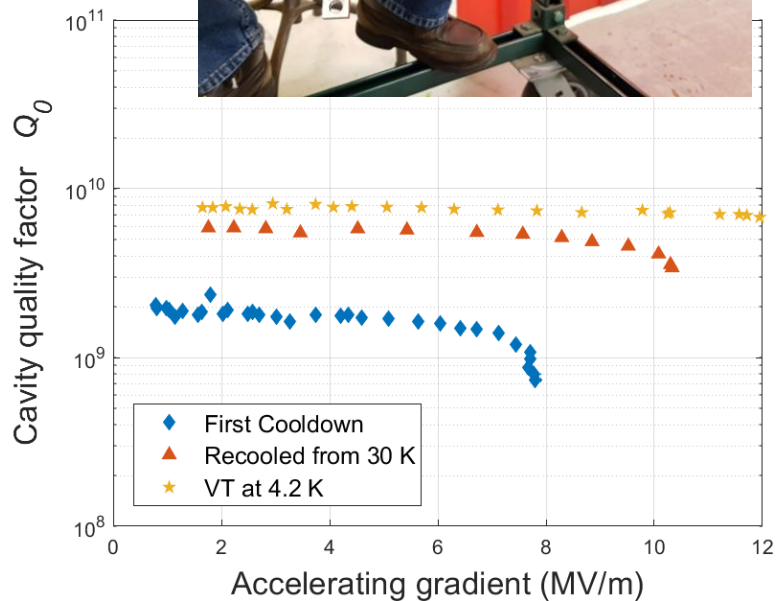 10^11
10^10
10^9
10^8
Cavity quality factor Q_0
First Cooldown
Recooled from 30 K
VT at 4.2 K
0 2 4 6 8 10 12
Accelerating gradient (MV/m)